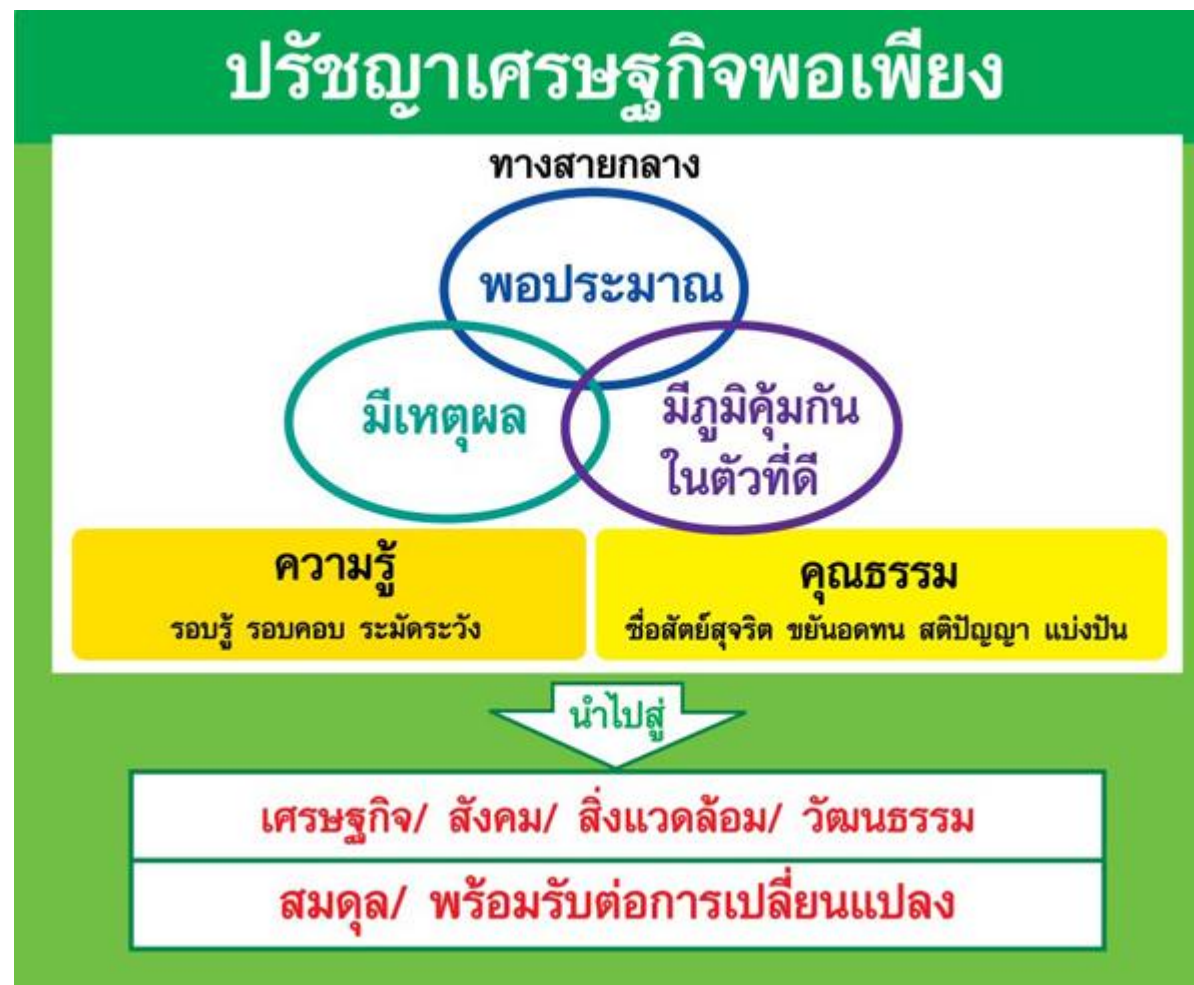 ปรัชญาเศรษฐกิจพอเพียง
ทางสายกลาง
พอประมาณ
มีเหตุผล
มีภูมิคุ้มกัน
ในตัวที่ดี
ความรู้
รอบรู้ รอบคอบ ระมัดระวัง
คุณธรรม
ซื่อสัตย์สุจริต ขยันอดทน สติปัญญา แบ่งปัน
นำไปสู่
เศรษฐกิจ/ สังคม/ สิ่งแวดล้อม/ วัฒนธรรม
สมดุล/ พร้อมรับต่อการเปลี่ยนแปลง